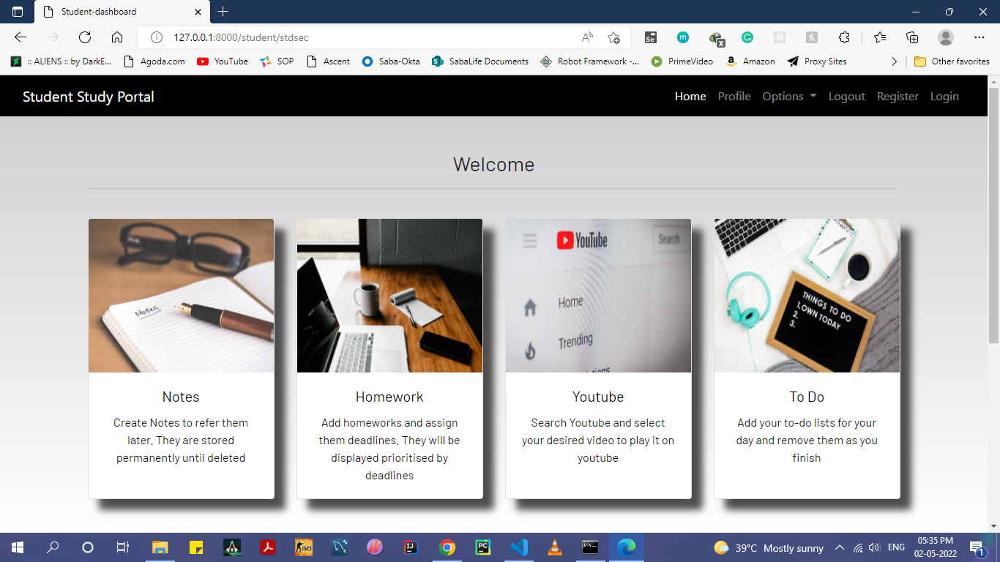 Student-dashboard
127.0.0.1:8000/student/stdsec
:: ALIENS :: by DarkE...
Agoda.com
YouTube
SOP
Ascent
Saba-Okta
SabaLife Documents
Robot Framework -...
PrimeVideo
Amazon
Proxy Sites
Other favorites
Student Study Portal
Home
Profile
Options
Logout
Register
Login
Welcome
Notes
YouTube
Search
Home
Trending
THINGS TO DO
1.OWN TODAY
2.
3.
Notes
Create Notes to refer them
later. They are stored
permanently until deleted
Homework
Add homeworks and assign
them deadlines. They will be
displayed prioritised by
deadlines
Youtube
Search Youtube and select
your desired video to play it on
youtube
To Do
Add your to-do lists for your
day and remove them as you
finish
39°C Mostly sunny
ENG
05:35 PM
02-05-2022
1